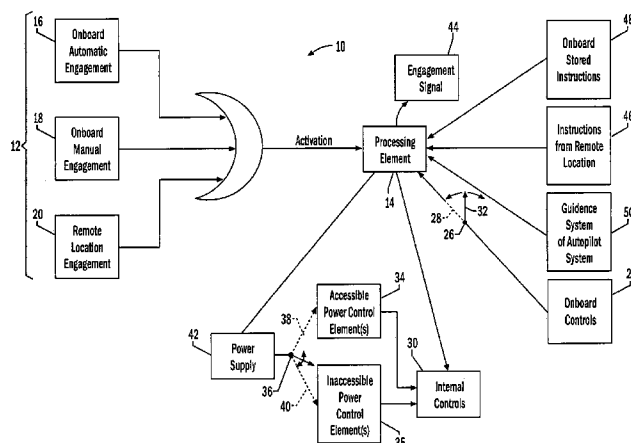 16
Onboard
Automatic
Engagement
18
Onboard
Manual
Engagement
12
20
Remote
Location
Engagement
10
Activation
44
Engagement
Signal
Processing
Element
14
48
Onboard
Stored
Instructions
46
Instructions
from Remote
Location
50
Guidance
System
of Autopilot
System
Onboard
Controls
28
32
26
34
Accessible
Power Control
Element(s)
38
42
Power
Supply
36
40
Inaccessible
Power
Control
Element(s)
35
30
Internal
Controls